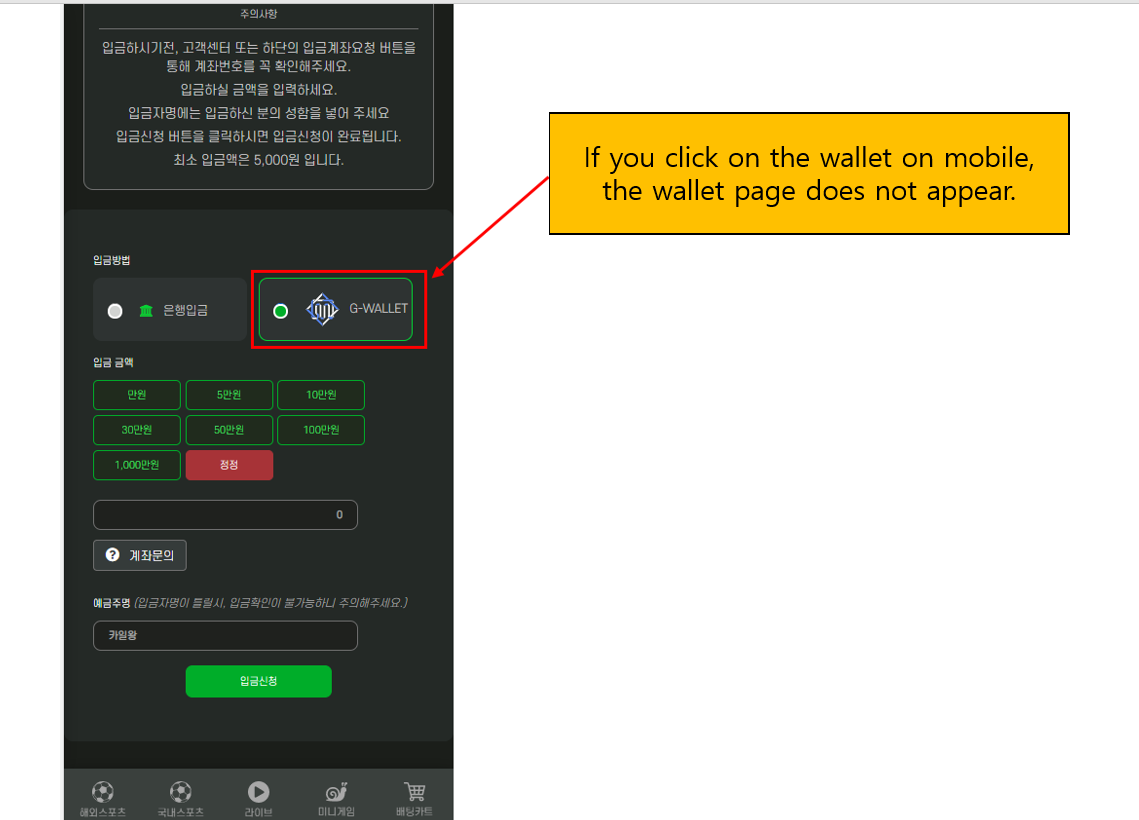 주의사항
입금하시기전, 고객센터 또는 하단의 입금계좌요청 버튼을
통해 계좌번호를 꼭 확인해주세요.
입금하실 금액을 입력하세요.
입금자명에는 입금하신 분의 성함을 넣어 주세요
입금신청 버튼을 클릭하시면 입금신청이 완료됩니다.
최소 입금액은 5,000원 입니다.
If you click on the wallet on mobile,
the wallet page does not appear.
입금방법
은행입금
G-WALLET
입금 금액
만원 5만원 10만원
30만원 50만원 100만원
1,000만원 정정
0
? 계좌문의
예금주명 (입금자명이 틀릴시, 입금확인이 불가능하니 주의해주세요.)
카일왕
입금신청
해외스포츠 국내스포츠 라이브 미니게임 배팅카트